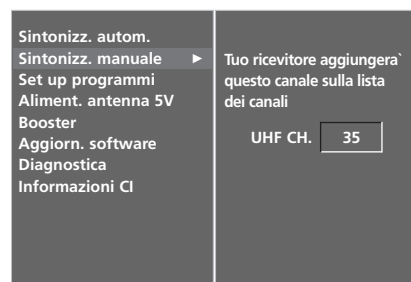 Sintonizz. autom.
Sintonizz. manuale ►
Set up programmi
Aliment. antenna 5V
Booster
Aggiorn. software
Diagnostica
Informazioni CI
Tuo ricevitore aggiungera`
questo canale sulla lista
dei canali
UHF CH. 35